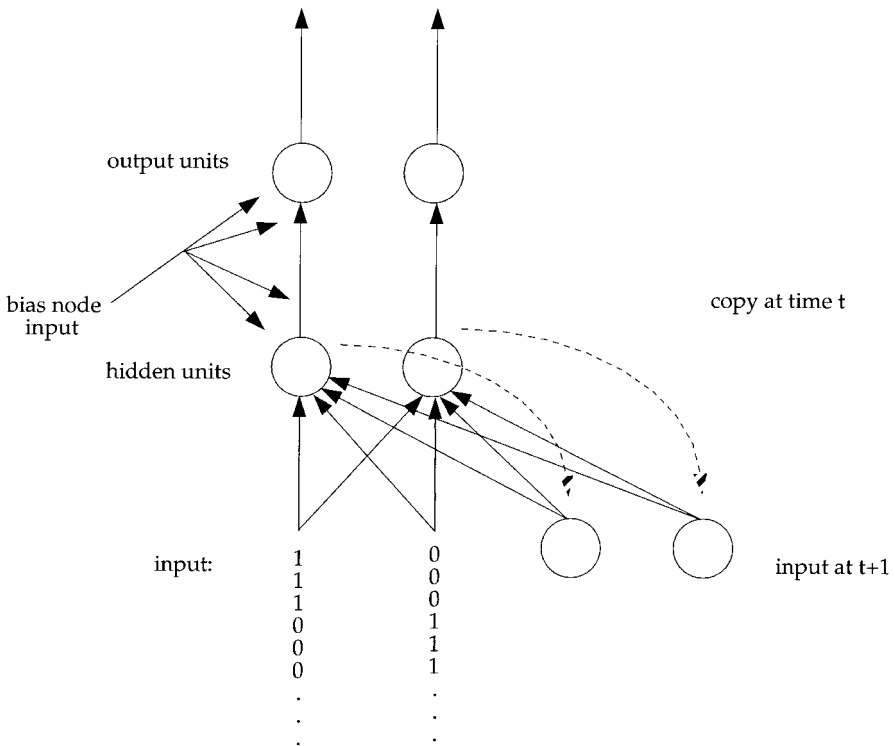 output units
bias node
input
copy at time t
hidden units
input:
1 0
1 0
1 0
0 1
0 1
0 1
. .
. .
. .
input at t+1